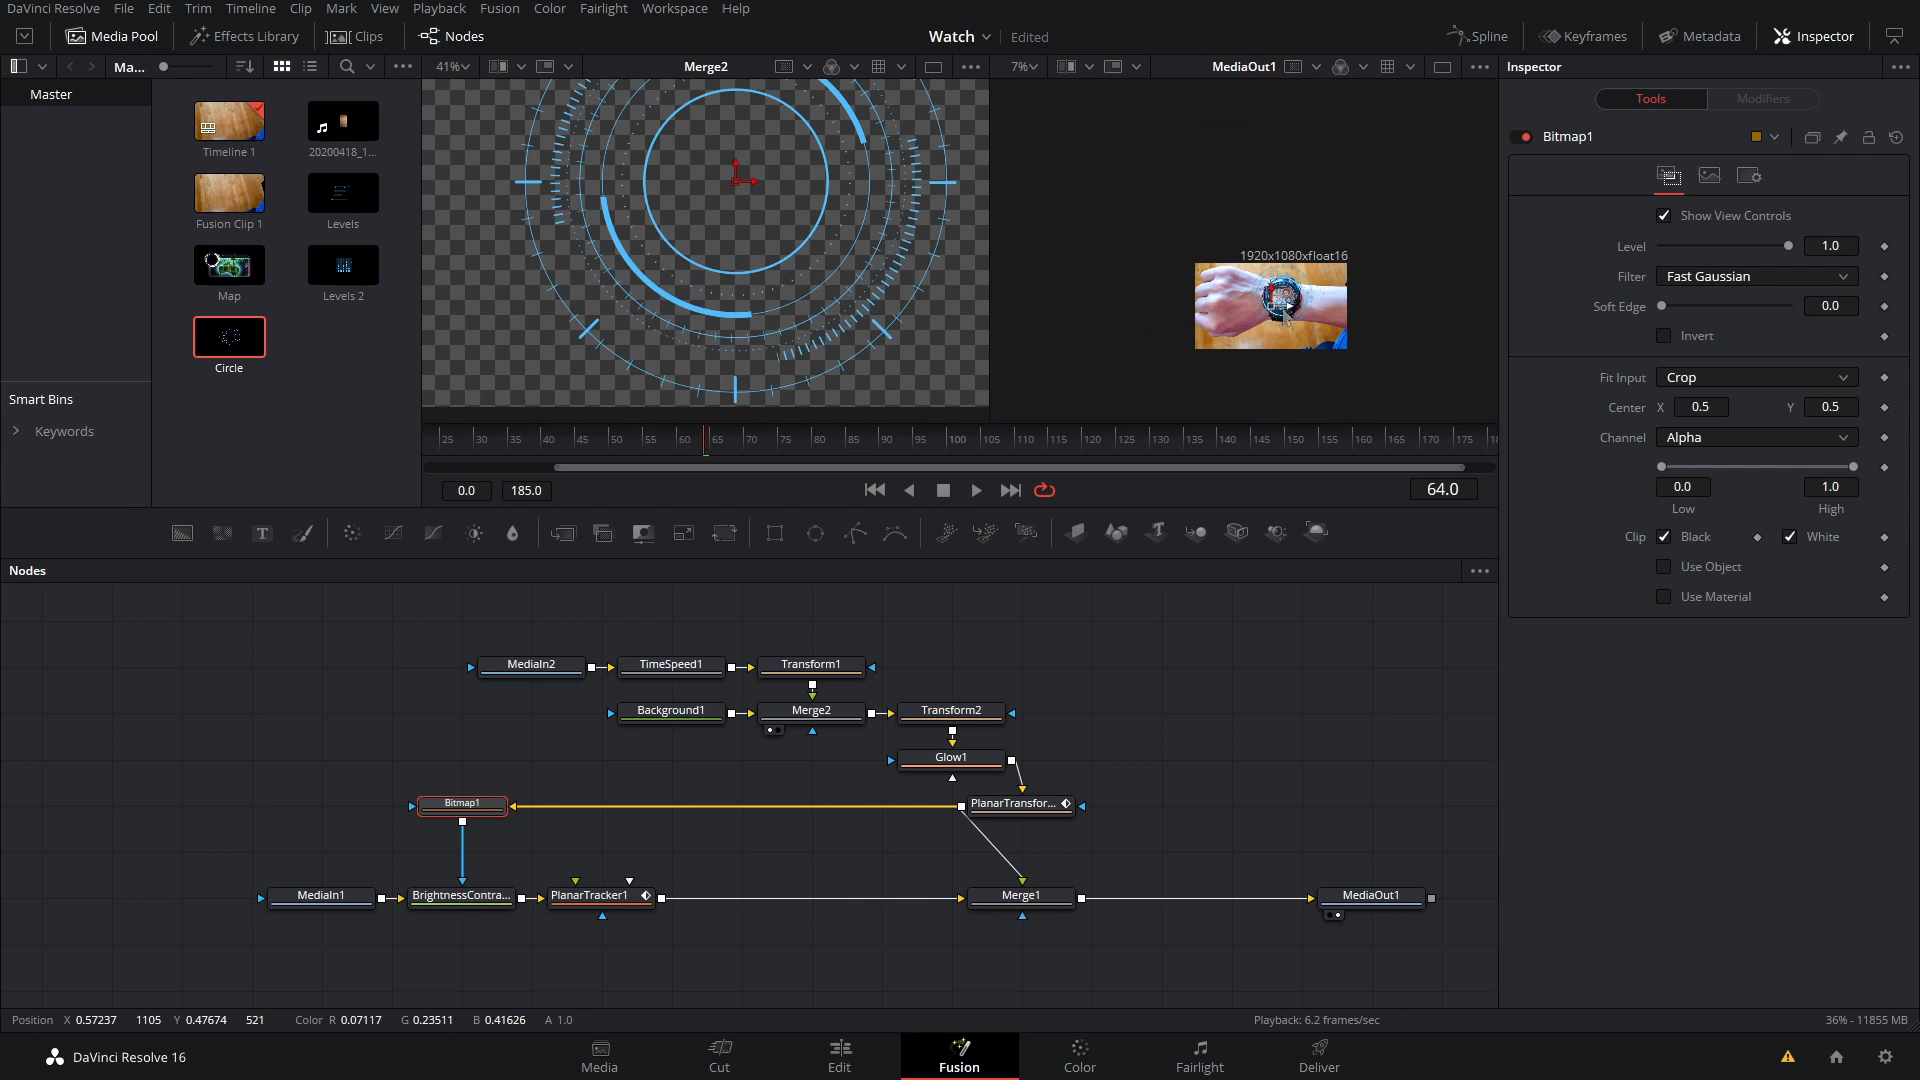 DaVinci Resolve File Edit Trim Timeline Clip Mark View Playback Fusion Color Fairlight Workspace Help
Media Pool Effects Library Clips Nodes Watch Edited Spline Keyframes Metadata Inspector
Ma... 41% Merge2 7% MediaOut1 Inspector
Master
Timeline 1
20200418_1...
Fusion Clip 1
Levels
Map
Levels 2
Circle
Smart Bins
Keywords
1920x1080xfloat16
25 30 35 40 45 50 55 60 65 70 75 80 85 90 95 100 105 110 115 120 125 130 135 140 145 150 155 160 165 170 175
0.0 185.0 64.0
Tools Modifiers
Bitmap1
Show View Controls
Level 1.0
Filter Fast Gaussian
Soft Edge 0.0
Invert
Fit Input Crop
Center X 0.5 Y 0.5
Channel Alpha
0.0 1.0
Low High
Clip Black White
Use Object
Use Material
Nodes
MediaIn2 TimeSpeed1 Transform1
Background1 Merge2 Transform2
Glow1
Bitmap1 PlanarTransfor...
MediaIn1 BrightnessContra... PlanarTracker1 Merge1 MediaOut1
Position X 0.57237 1105 Y 0.47674 521 Color R 0.07117 G 0.23511 B 0.41626 A 1.0 Playback: 6.2 frames/sec 36% - 11855 MB
DaVinci Resolve 16 Media Cut Edit Fusion Color Fairlight Deliver